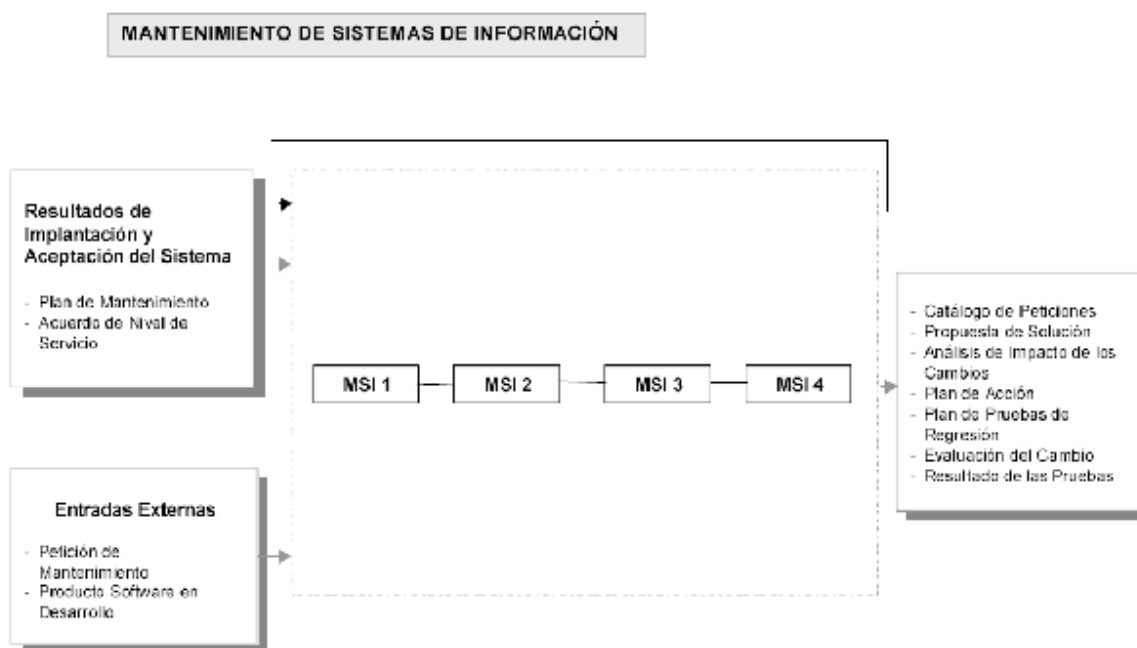 MANTENIMIENTO DE SISTEMAS DE INFORMACIÓN
Resultados de
Implantación y
Aceptación del Sistema
- Plan de Mantenimiento
- Acuerdo de Nivel de
Servicio
MSI 1
MSI 2
MSI 3
MSI 4
Entradas Externas
- Petición de
Mantenimiento
- Producto Software en
Desarrollo
- Catálogo de Peticiones
- Propuesta de Solución
- Análisis de Impacto de los
Cambios
- Plan de Acción
- Plan de Pruebas de
Regresión
- Evaluación del Cambio
- Resultado de las Pruebas